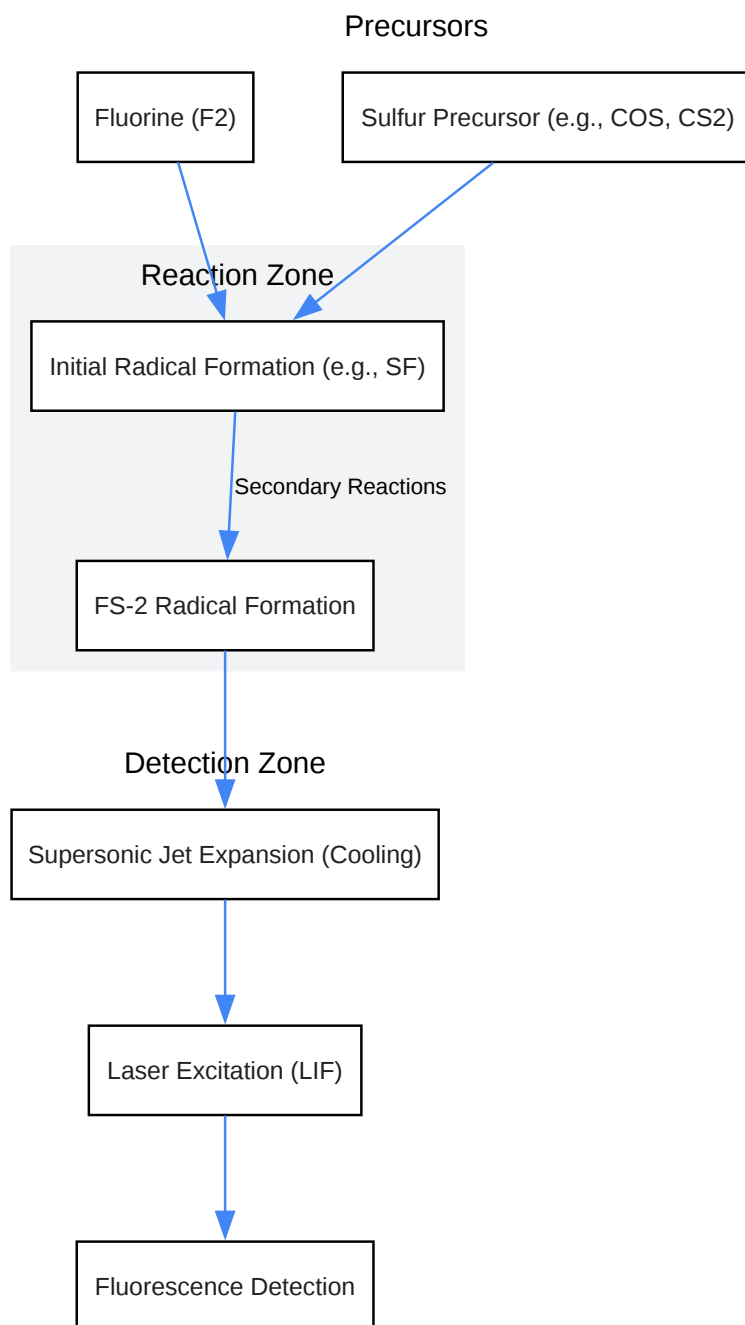 Precursors
Fluorine (F2)
Sulfur Precursor (e.g., COS, CS2)
Reaction Zone
Initial Radical Formation (e.g., SF)
Secondary Reactions
FS-2 Radical Formation
Detection Zone
Supersonic Jet Expansion (Cooling)
Laser Excitation (LIF)
Fluorescence Detection